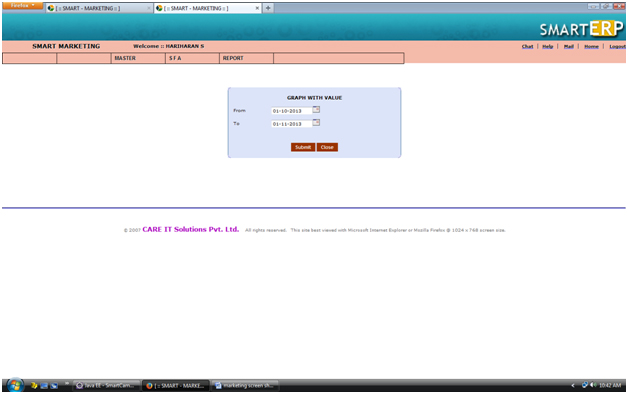 Firefox
[ :: SMART - MARKETING :: ]
[ :: SMART - MARKETING :: ]
SMARTERP
SMART MARKETING
Welcome :: HARIHARAN S
Chat | Help | Mail | Home | Logout
MASTER
S F A
REPORT
GRAPH WITH VALUE
From
01-10-2013
To
01-11-2013
Submit
Close
© 2007 CARE IT Solutions Pvt. Ltd. All rights reserved. This site best viewed with Microsoft Internet Explorer or Mozilla Firefox @ 1024 x 768 screen size.
Java EE - SmartCam...
[ :: SMART - MARKE...
marketing screen sh...
10:42 AM